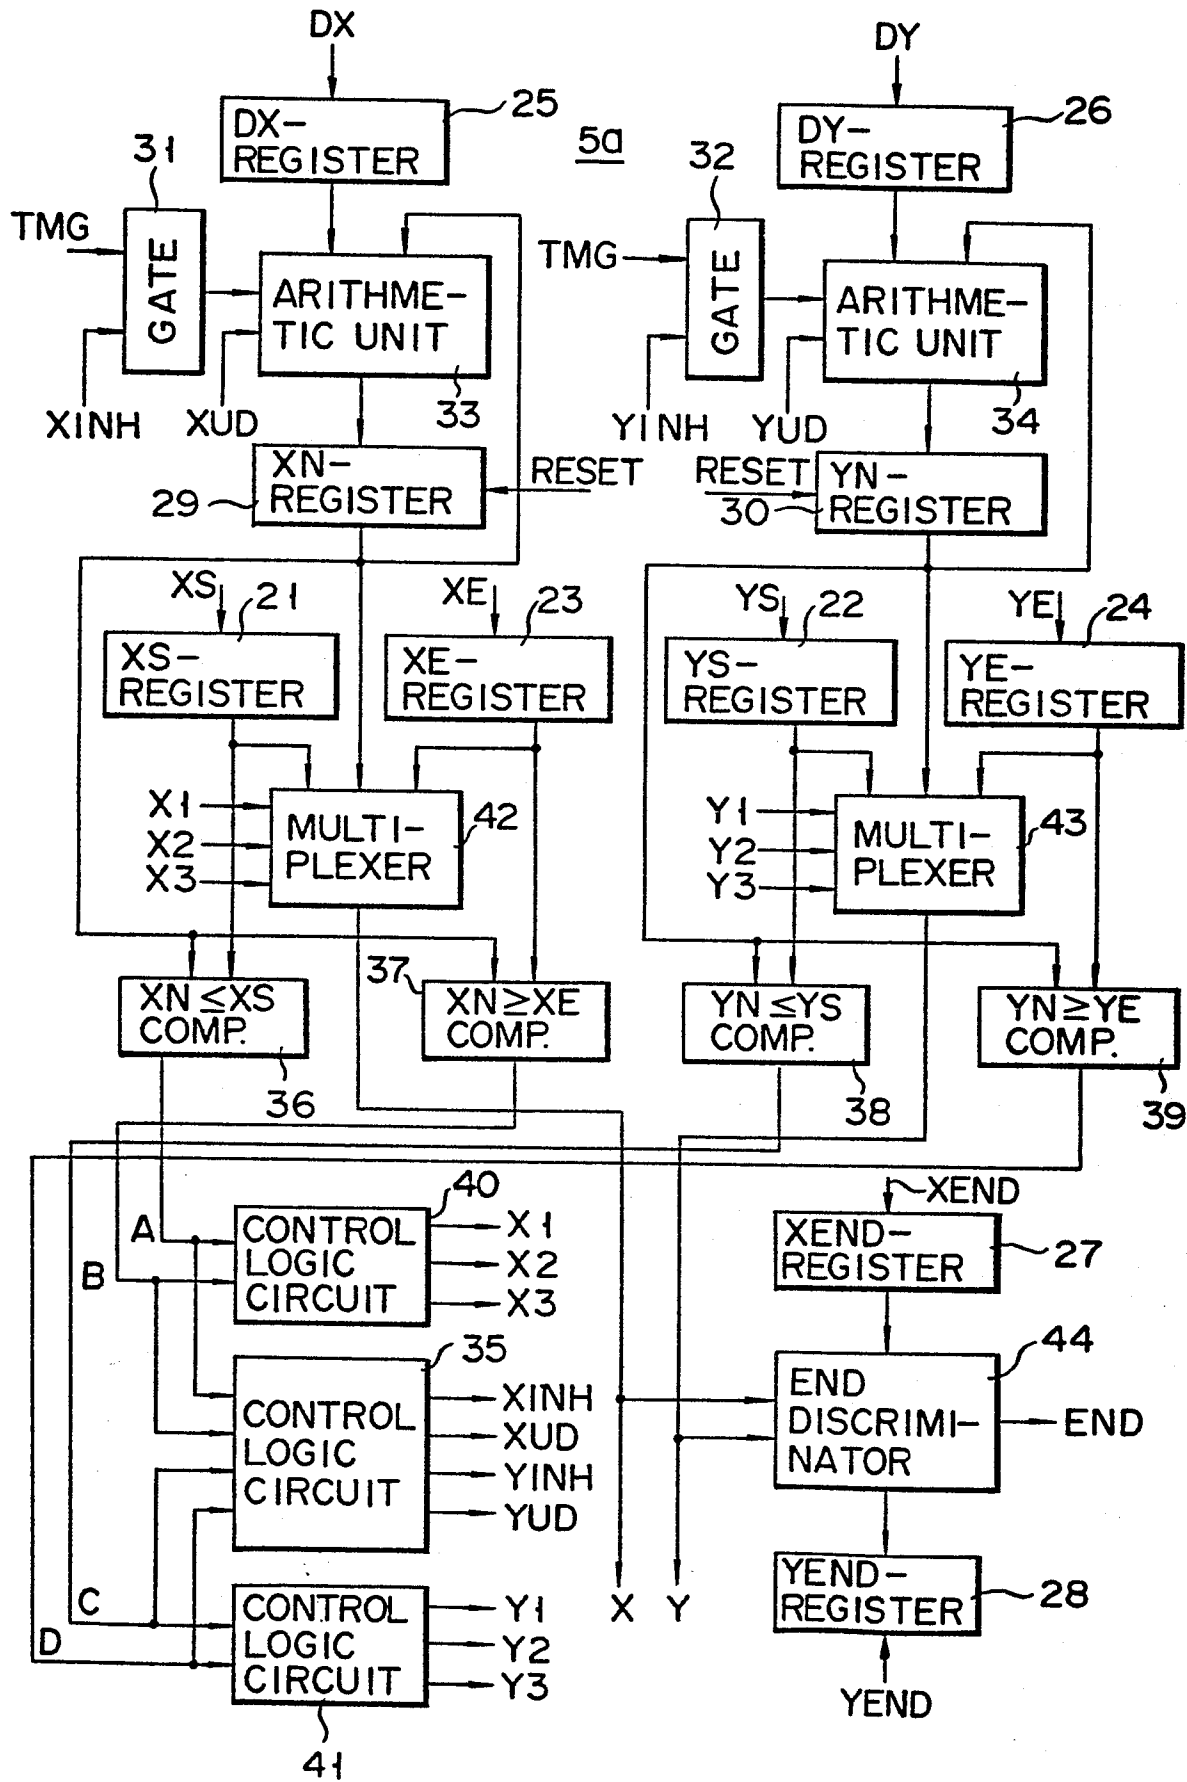 DX
DY
DX-
REGISTER
25
5a
DY-
REGISTER
26
31
32
TMG
GATE
ARITHME-
TIC UNIT
33
XINH
XUD
TMG
GATE
ARITHME-
TIC UNIT
34
YINH
YUD
XN-
REGISTER
29
RESET
RESET
30
YN-
REGISTER
XS
21
XE
23
YS
22
YE
24
XS-
REGISTER
XE-
REGISTER
YS-
REGISTER
YE-
REGISTER
X1
X2
X3
MULTI-
PLEXER
42
Y1
Y2
Y3
MULTI-
PLEXER
43
XN≤XS
COMP.
36
37
XN≥XE
COMP.
YN≤YS
COMP.
38
YN≥YE
COMP.
39
A
B
CONTROL
LOGIC
CIRCUIT
40
X1
X2
X3
XEND
XEND-
REGISTER
27
35
CONTROL
LOGIC
CIRCUIT
XINH
XUD
YINH
YUD
END
DISCRIMI-
NATOR
44
END
C
D
CONTROL
LOGIC
CIRCUIT
41
Y1
Y2
Y3
X
Y
YEND-
REGISTER
28
YEND